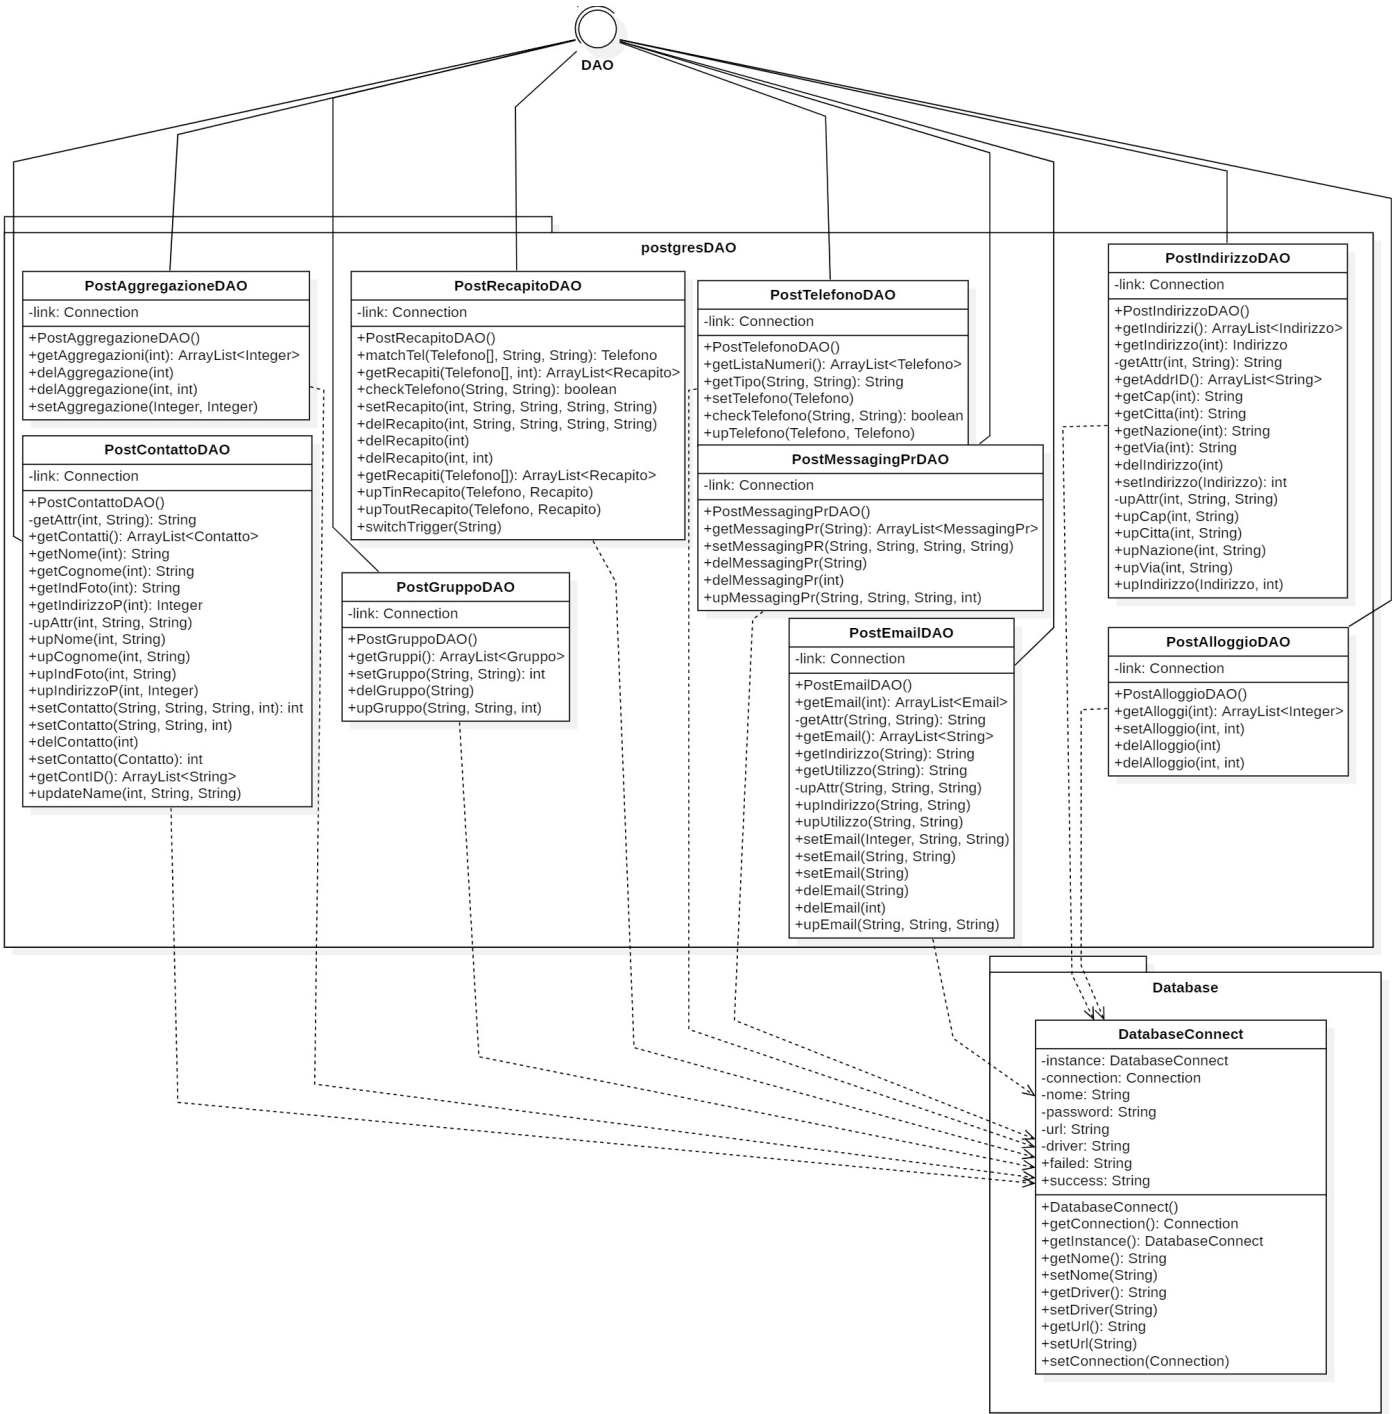 DAO
postgresDAO
PostAggregazioneDAO
-link: Connection
+PostAggregazioneDAO()
+getAggregazioni(int): ArrayList<Integer>
+delAggregazione(int)
+delAggregazione(int, int)
+setAggregazione(Integer, Integer)
PostContattoDAO
-link: Connection
+PostContattoDAO()
-getAttr(int, String): String
+getContatti(): ArrayList<Contatto>
+getNome(int): String
+getCognome(int): String
+getIndFoto(int): String
+getIndirizzoP(int): Integer
-upAttr(int, String, String)
+upNome(int, String)
+upCognome(int, String)
+upIndFoto(int, String)
+upIndirizzoP(int, Integer)
+setContatto(String, String, String, int): int
+setContatto(String, String, int)
+delContatto(int)
+setContatto(Contatto): int
+getContID(): ArrayList<String>
+updateName(int, String, String)
PostRecapitoDAO
-link: Connection
+PostRecapitoDAO()
+matchTel(Telefono[], String, String): Telefono
+getRecapiti(Telefono[], int): ArrayList<Recapito>
+checkTelefono(String, String): boolean
+setRecapito(int, String, String, String, String)
+delRecapito(int, String, String, String, String)
+delRecapito(int)
+delRecapito(int, int)
+getRecapiti(Telefono[]): ArrayList<Recapito>
+upTinRecapito(Telefono, Recapito)
+upToutRecapito(Telefono, Recapito)
+switchTrigger(String)
PostGruppoDAO
-link: Connection
+PostGruppoDAO()
+getGruppi(): ArrayList<Gruppo>
+setGruppo(String, String): int
+delGruppo(String)
+upGruppo(String, String, int)
PostTelefonoDAO
-link: Connection
+PostTelefonoDAO()
+getListaNumeri(): ArrayList<Telefono>
+getTipo(String, String): String
+setTelefono(Telefono)
+checkTelefono(String, String): boolean
+upTelefono(Telefono, Telefono)
PostMessagingPrDAO
-link: Connection
+PostMessagingPrDAO()
+getMessagingPr(String): ArrayList<MessagingPr>
+setMessagingPR(String, String, String, String)
+delMessagingPr(String)
+delMessagingPr(int)
+upMessagingPr(String, String, String, int)
PostEmailDAO
-link: Connection
+PostEmailDAO()
+getEmail(int): ArrayList<Email>
-getAttr(String, String): String
+getEmail(): ArrayList<String>
+getIndirizzo(String): String
+getUtilizzo(String): String
-upAttr(String, String, String)
+upIndirizzo(String, String)
+upUtilizzo(String, String)
+setEmail(Integer, String, String)
+setEmail(String, String)
+setEmail(String)
+delEmail(String)
+delEmail(int)
+upEmail(String, String, String)
PostIndirizzoDAO
-link: Connection
+PostIndirizzoDAO()
+getIndirizzi(): ArrayList<Indirizzo>
+getIndirizzo(int): Indirizzo
-getAttr(int, String): String
+getAddrID(): ArrayList<String>
+getCap(int): String
+getCitta(int): String
+getNazione(int): String
+getVia(int): String
+delIndirizzo(int)
+setIndirizzo(Indirizzo): int
-upAttr(int, String, String)
+upCap(int, String)
+upCitta(int, String)
+upNazione(int, String)
+upVia(int, String)
+upIndirizzo(Indirizzo, int)
PostAlloggioDAO
-link: Connection
+PostAlloggioDAO()
+getAlloggi(int): ArrayList<Integer>
+setAlloggio(int, int)
+delAlloggio(int)
+delAlloggio(int, int)
Database
DatabaseConnect
-instance: DatabaseConnect
-connection: Connection
-nome: String
-password: String
-url: String
-driver: String
+failed: String
+success: String
+DatabaseConnect()
+getConnection(): Connection
+getInstance(): DatabaseConnect
+getNome(): String
+setNome(String)
+getDriver(): String
+setDriver(String)
+getUrl(): String
+setUrl(String)
+setConnection(Connection)